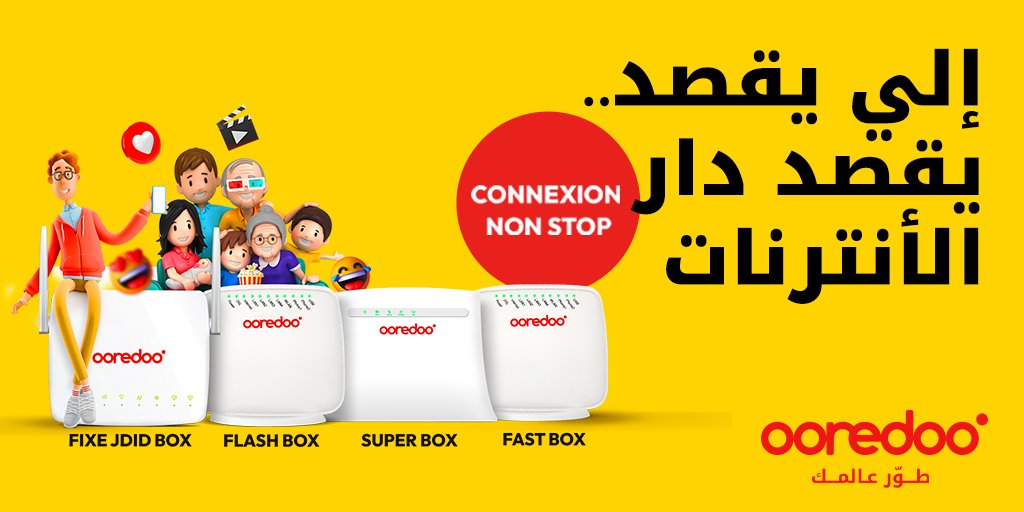 إلي يقصد..
يقصد دار
الأنترنات
CONNEXION
NON STOP
ooredoo
ooredoo
ooredoo
ooredoo
FIXE JDID BOX
FLASH BOX
SUPER BOX
FAST BOX
ooredoo
طوّر عالمك